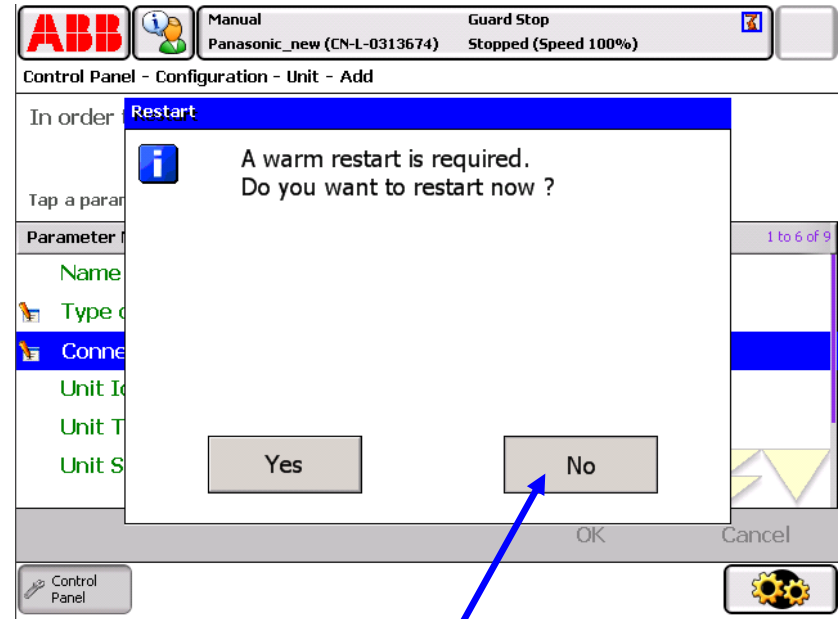 ABB
Manual
Guard Stop
Panasonic_new (CN-L-0313674)
Stopped (Speed 100%)
Control Panel - Configuration - Unit - Add
In order
Restart
A warm restart is required.
Do you want to restart now ?
Tap a param
Parameter
1 to 6 of 9
Name
Type
Conne
Unit
Unit T
Unit S
Yes
No
OK
Cancel
Control
Panel